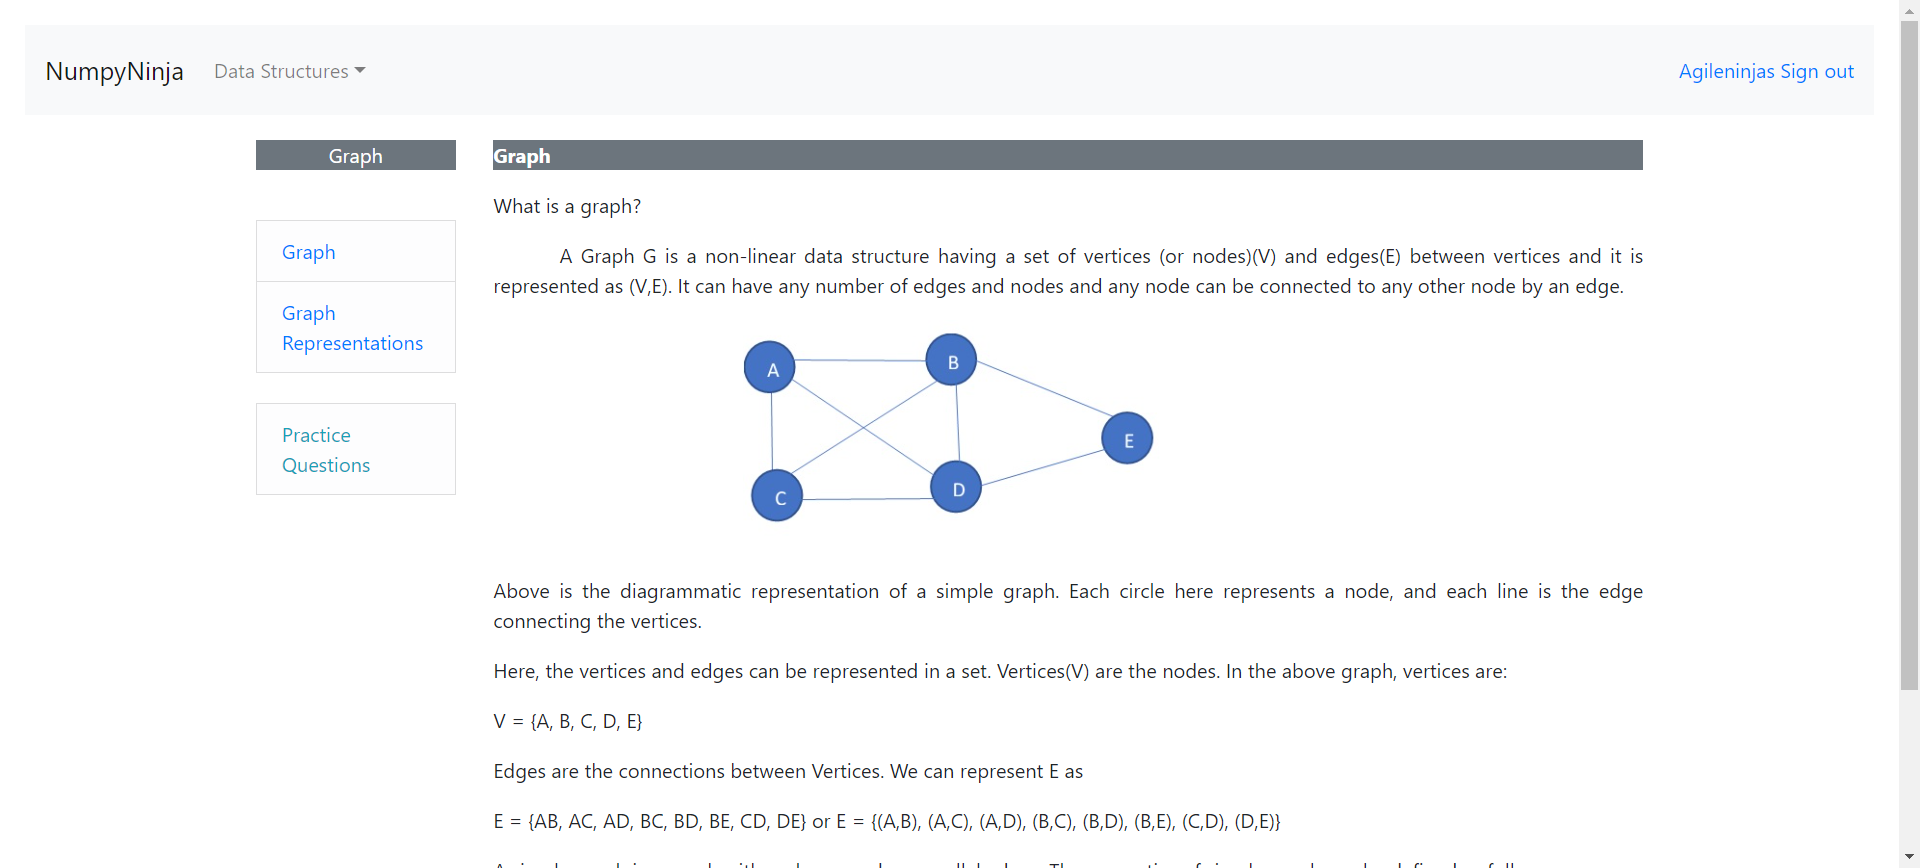 NumpyNinja
Data Structures
Agileninjas Sign out
Graph
Graph
Graph
Representations
Practice
Questions
Graph
What is a graph?
A Graph G is a non-linear data structure having a set of vertices (or nodes)(V) and edges(E) between vertices and it is
represented as (V,E). It can have any number of edges and nodes and any node can be connected to any other node by an edge.
A
B
E
C
D
Above is the diagrammatic representation of a simple graph. Each circle here represents a node, and each line is the edge
connecting the vertices.
Here, the vertices and edges can be represented in a set. Vertices(V) are the nodes. In the above graph, vertices are:
V = {A, B, C, D, E}
Edges are the connections between Vertices. We can represent E as
E = {AB, AC, AD, BC, BD, BE, CD, DE} or E = {(A,B), (A,C), (A,D), (B,C), (B,D), (B,E), (C,D), (D,E)}